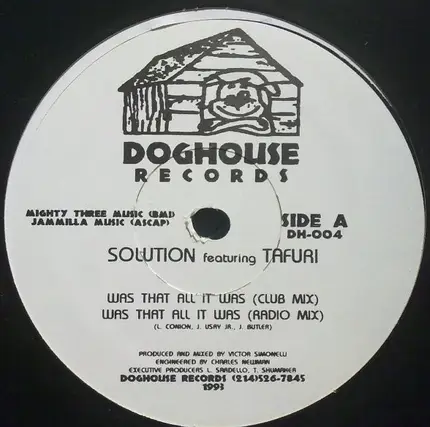 DOGHOUSE
RECORDS
MIGHTY THREE MUSIC (BMI)
JAMMILLA MUSIC (ASCAP)
SIDE A
DH-004
SOLUTION featuring TAFURI
WAS THAT ALL IT WAS (CLUB MIX)
WAS THAT ALL IT WAS (RADIO MIX)
(L. CONLON, J. USRY JR., J. BUTLER)
PRODUCED AND MIXED BY VICTOR SIMONELLI
ENGINEERED BY CHARLES NEWMAN
EXECUTIVE PRODUCERS L. SARDELLO, T. SHUMAKER
DOGHOUSE RECORDS (214)526-7845
1993